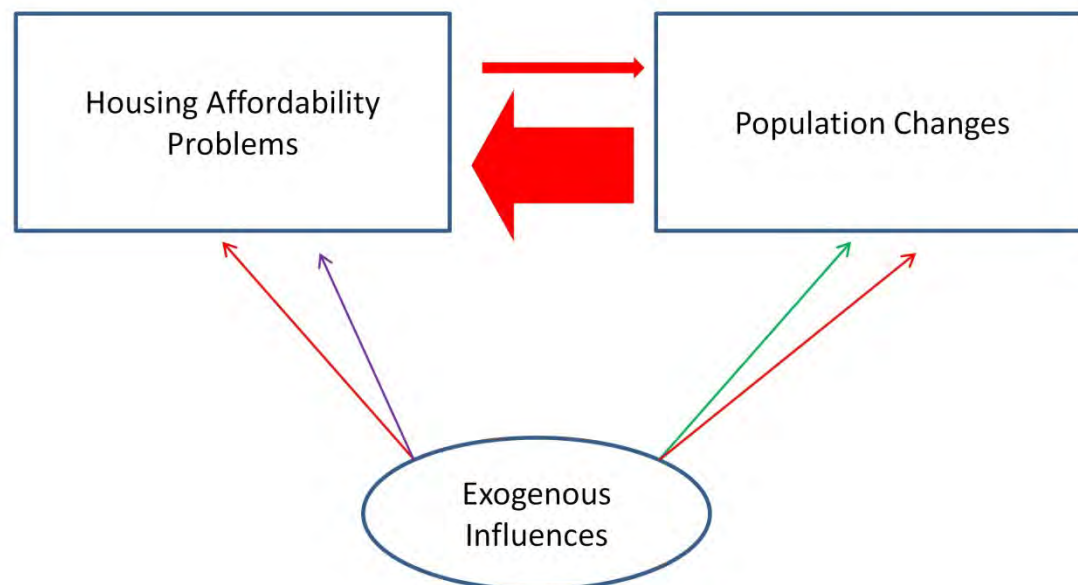 Housing Affordability
Problems
Population Changes
Exogenous
Influences